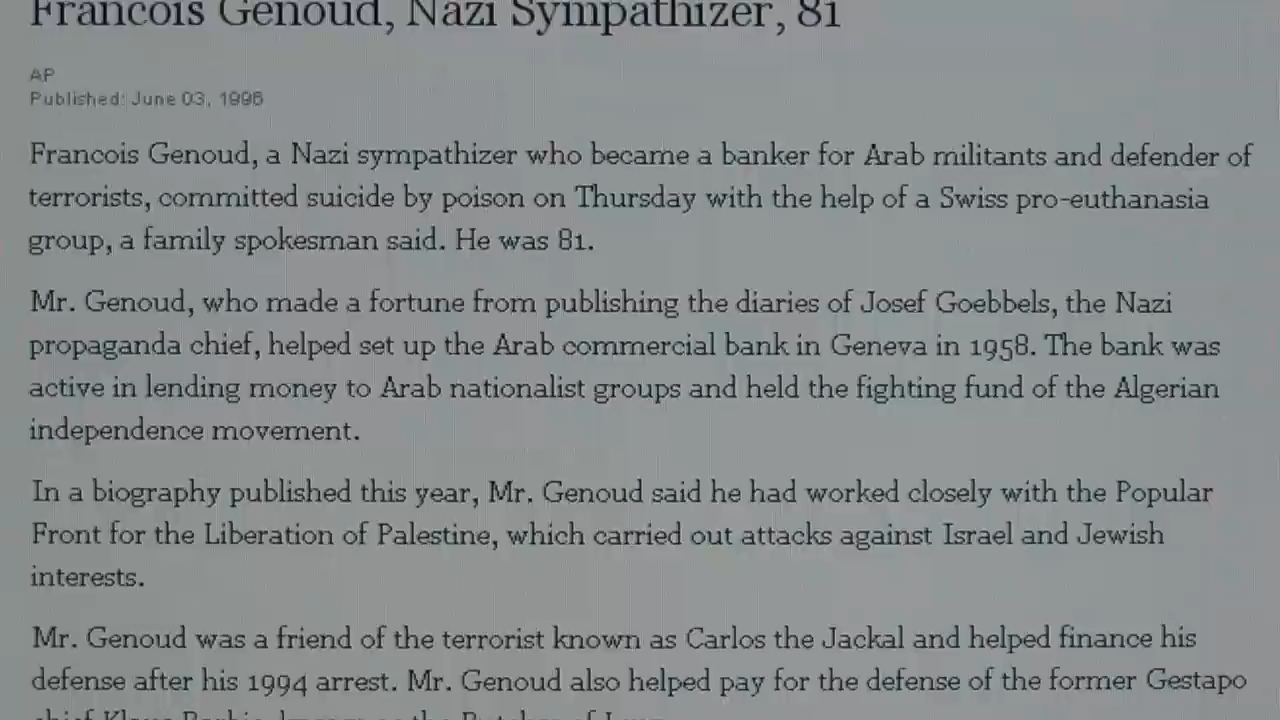 Francois Genoud, Nazi Sympathizer, 81
AP
Published: June 03, 1996
Francois Genoud, a Nazi sympathizer who became a banker for Arab militants and defender of
terrorists, committed suicide by poison on Thursday with the help of a Swiss pro-euthanasia
group, a family spokesman said. He was 81.
Mr. Genoud, who made a fortune from publishing the diaries of Josef Goebbels, the Nazi
propaganda chief, helped set up the Arab commercial bank in Geneva in 1958. The bank was
active in lending money to Arab nationalist groups and held the fighting fund of the Algerian
independence movement.
In a biography published this year, Mr. Genoud said he had worked closely with the Popular
Front for the Liberation of Palestine, which carried out attacks against Israel and Jewish
interests.
Mr. Genoud was a friend of the terrorist known as Carlos the Jackal and helped finance his
defense after his 1994 arrest. Mr. Genoud also helped pay for the defense of the former Gestapo